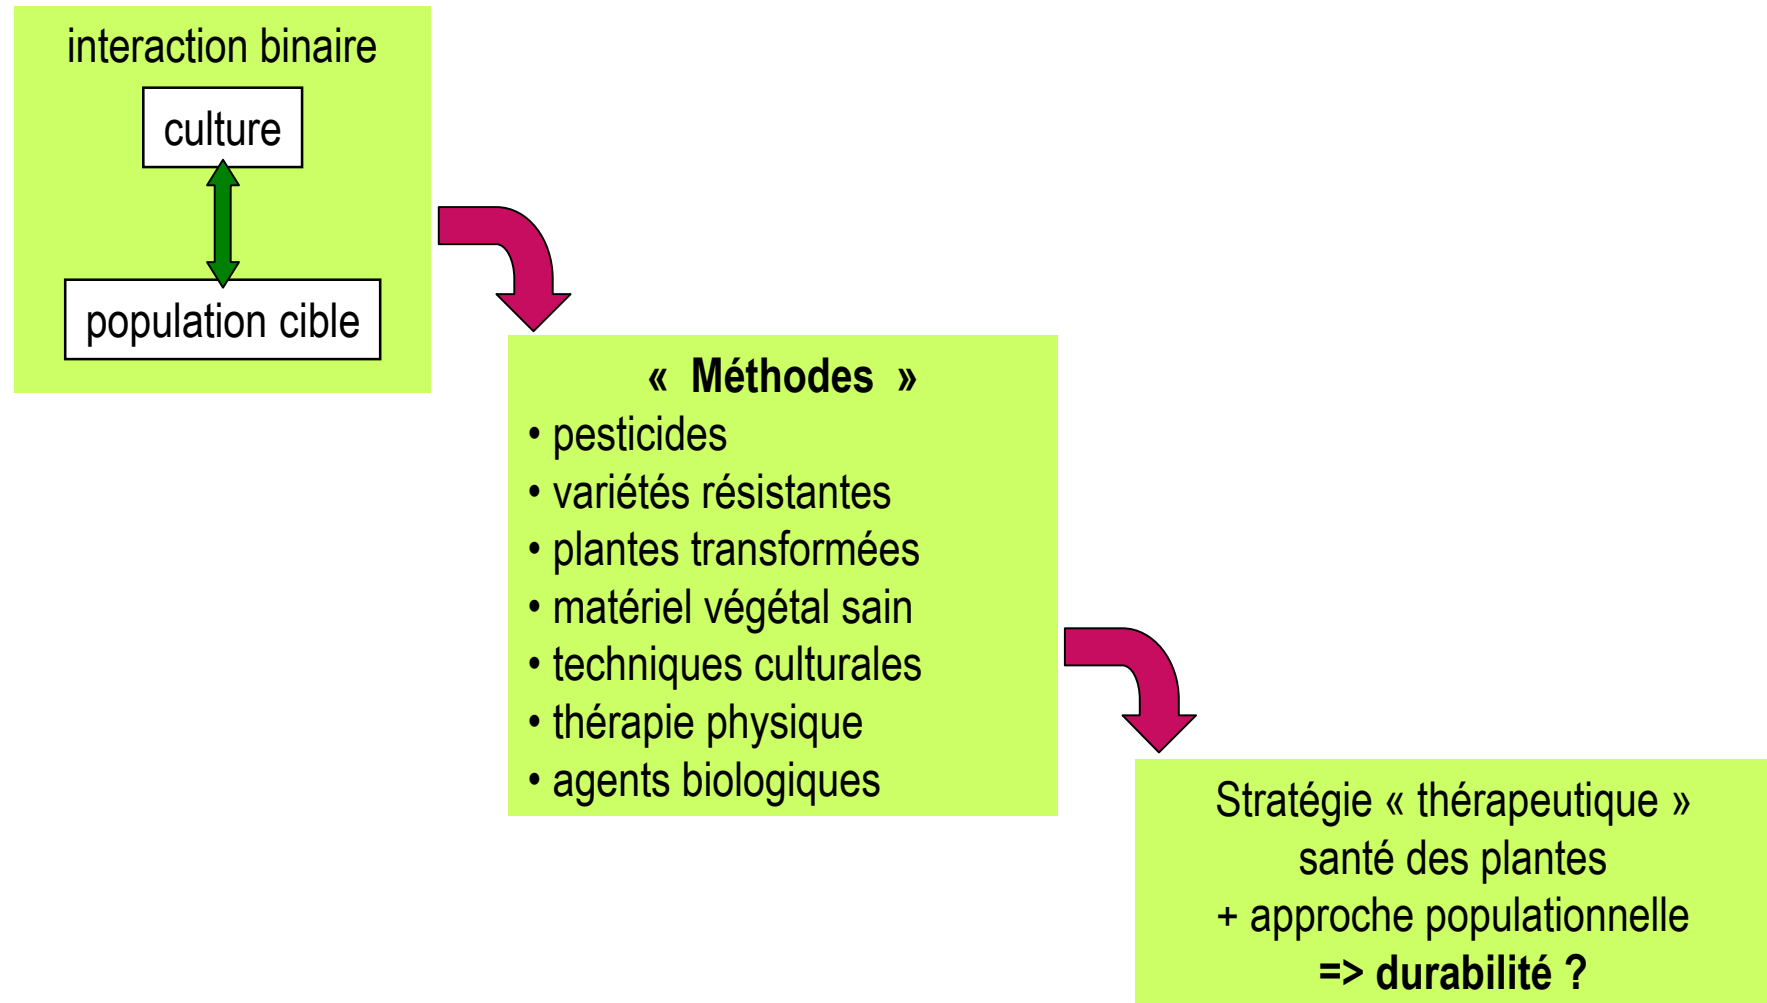 interaction binaire
culture
population cible
« Méthodes »
• pesticides
• variétés résistantes
• plantes transformées
• matériel végétal sain
• techniques culturales
• thérapie physique
• agents biologiques
Stratégie « thérapeutique »
santé des plantes
+ approche populationnelle
=> durabilité ?